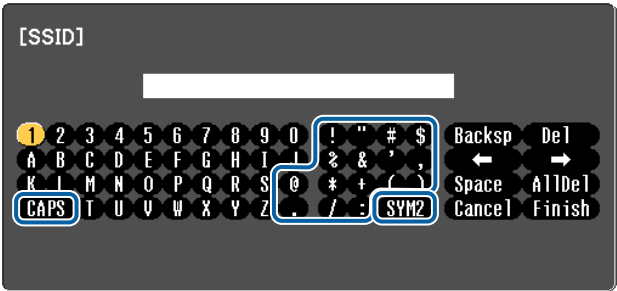 [SSID]
1 2 3 4 5 6 7 8 9 0 ! " # $ Backsp Del
A B C D E F G H I J % & ' , ← →
K L M N O P Q R S @ * + ( ) Space AllDel
CAPS T U V W X Y Z . / : SYM2 Cancel Finish